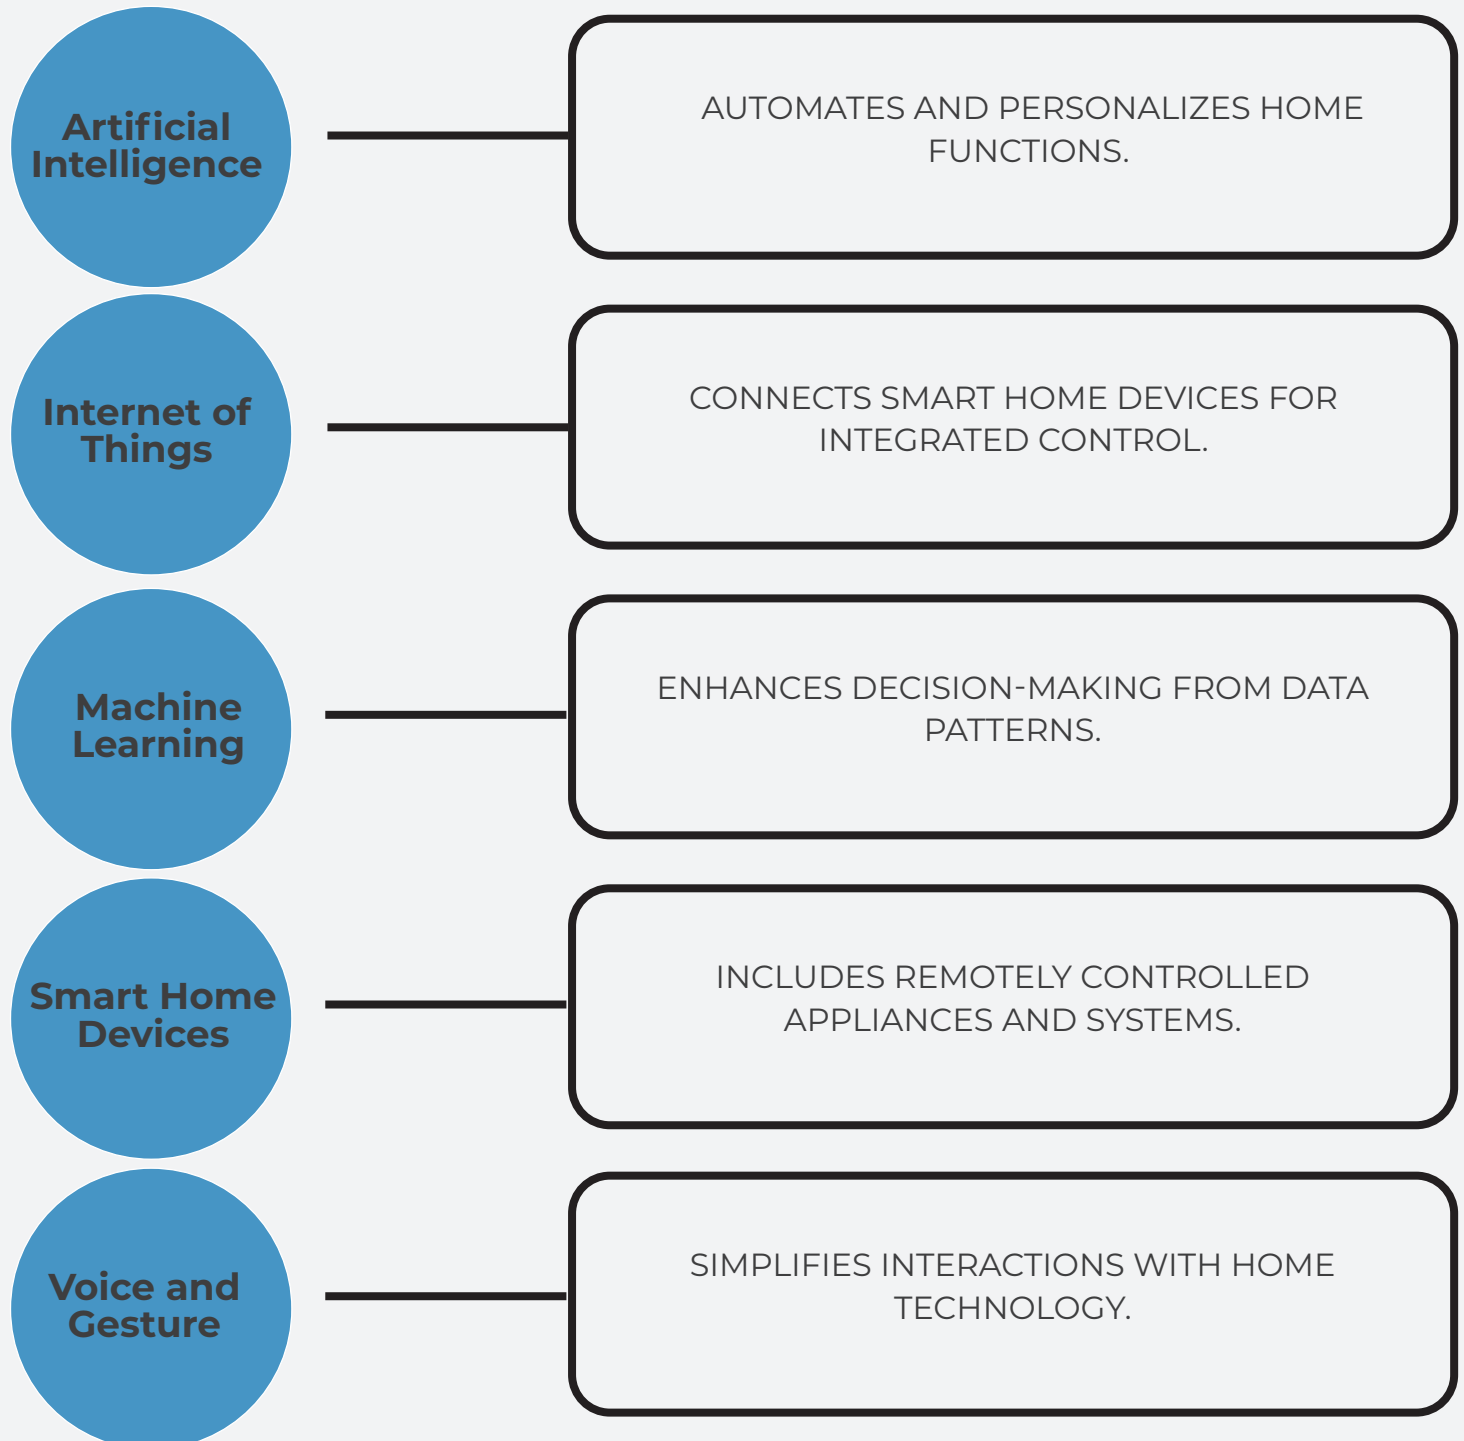 Artificial
Intelligence
AUTOMATES AND PERSONALIZES HOME
FUNCTIONS.
Internet of
Things
CONNECTS SMART HOME DEVICES FOR
INTEGRATED CONTROL.
Machine
Learning
ENHANCES DECISION-MAKING FROM DATA
PATTERNS.
Smart Home
Devices
INCLUDES REMOTELY CONTROLLED
APPLIANCES AND SYSTEMS.
Voice and
Gesture
SIMPLIFIES INTERACTIONS WITH HOME
TECHNOLOGY.